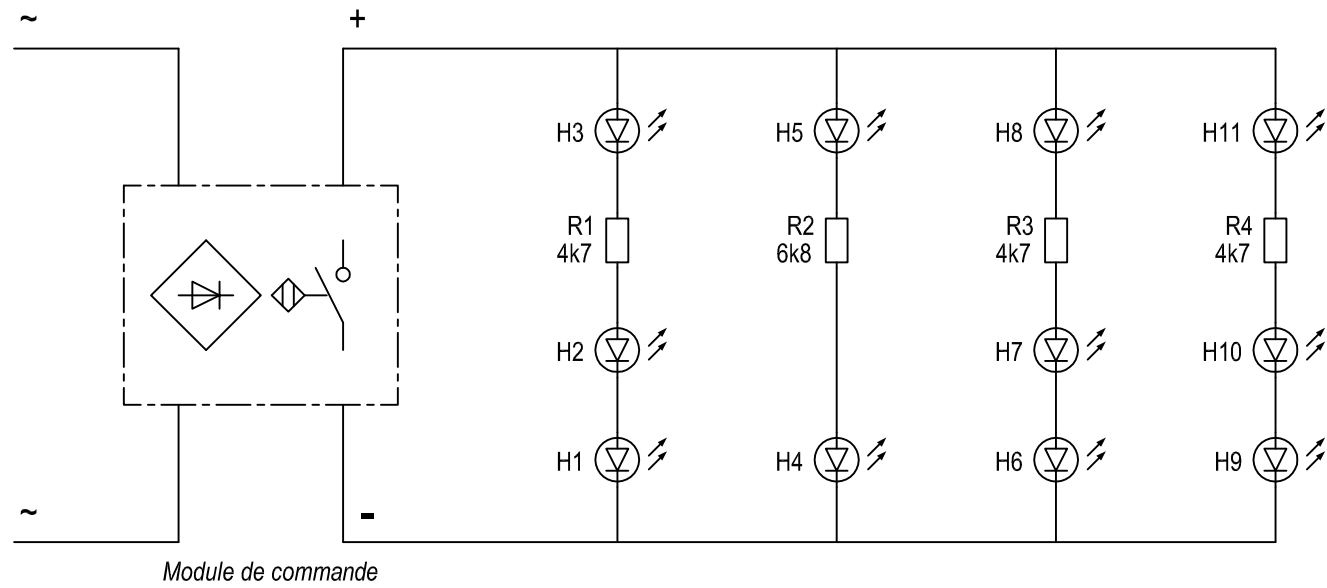 ~ +
H3 H5 H8 H11
R1 R2 R3 R4
4k7 6k8 4k7 4k7
H2 H7 H10
H1 H4 H6 H9
~ -
Module de commande